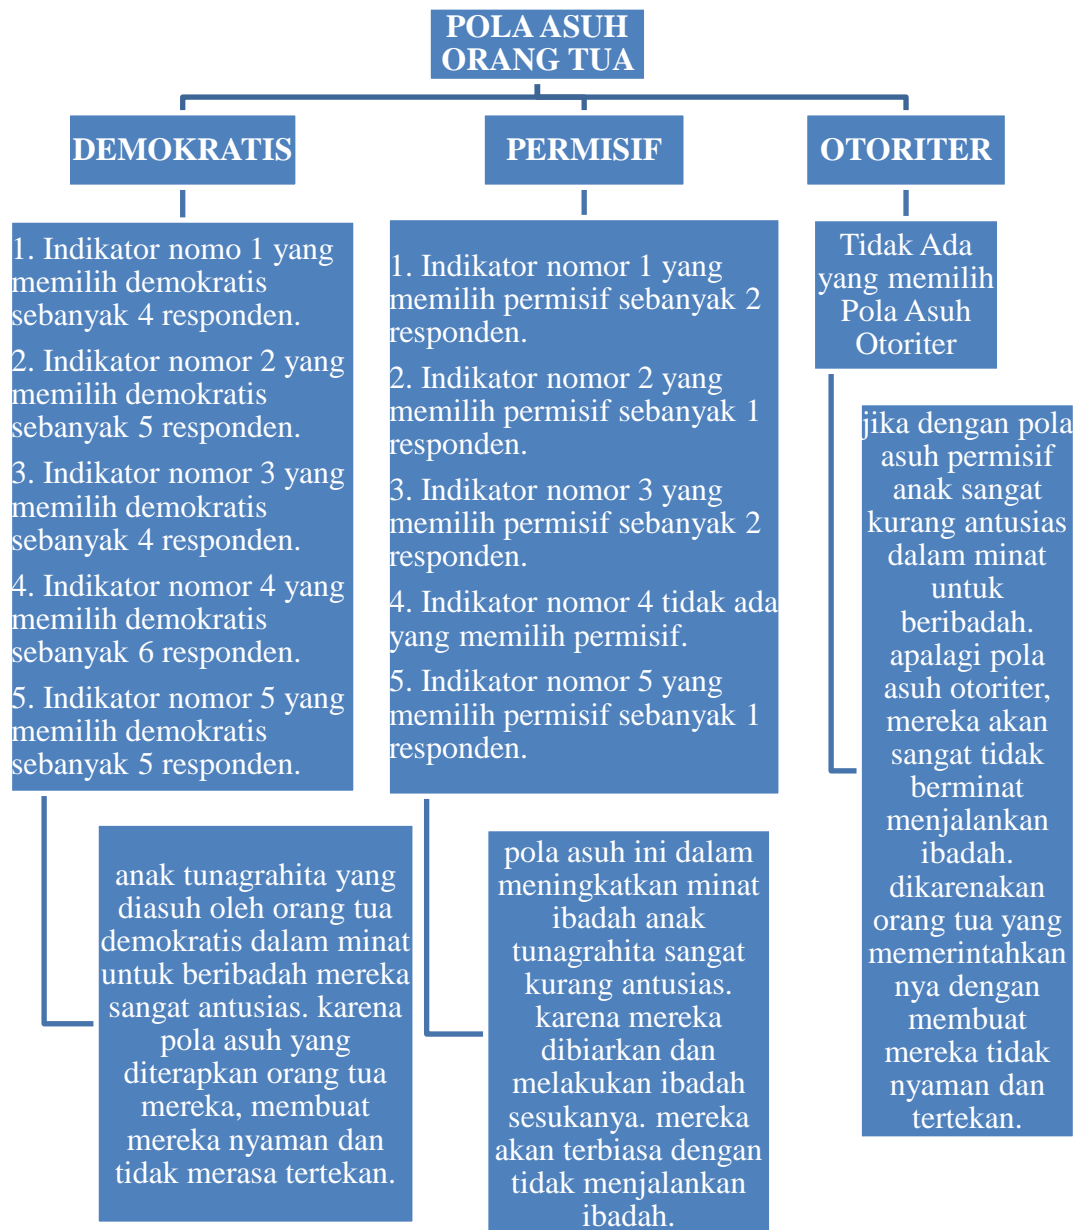 POLA ASUH
ORANG TUA
DEMOKRATIS
PERMISIF
OTORITER
1. Indikator nomo 1 yang
memilih demokratis
sebanyak 4 responden.
2. Indikator nomor 2 yang
memilih demokratis
sebanyak 5 responden.
3. Indikator nomor 3 yang
memilih demokratis
sebanyak 4 responden.
4. Indikator nomor 4 yang
memilih demokratis
sebanyak 6 responden.
5. Indikator nomor 5 yang
memilih demokratis
sebanyak 5 responden.
anak tunagrahita yang
diasuh oleh orang tua
demokratis dalam minat
untuk beribadah mereka
sangat antusias. karena
pola asuh yang
diterapkan orang tua
mereka, membuat
mereka nyaman dan
tidak merasa tertekan.
1. Indikator nomor 1 yang
memilih permisif sebanyak 2
responden.
2. Indikator nomor 2 yang
memilih permisif sebanyak 1
responden.
3. Indikator nomor 3 yang
memilih permisif sebanyak 2
responden.
4. Indikator nomor 4 tidak ada
yang memilih permisif.
5. Indikator nomor 5 yang
memilih permisif sebanyak 1
responden.
pola asuh ini dalam
meningkatkan minat
ibadah anak
tunagrahita sangat
kurang antusias.
karena mereka
dibiarkan dan
melakukan ibadah
sesukanya. mereka
akan terbiasa dengan
tidak menjalankan
ibadah.
Tidak Ada
yang memilih
Pola Asuh
Otoriter
jika dengan pola
asuh permisif
anak sangat
kurang antusias
dalam minat
untuk
beribadah.
apalagi pola
asuh otoriter,
mereka akan
sangat tidak
berminat
menjalankan
ibadah.
dikarenakan
orang tua yang
memerintahkan
nya dengan
membuat
mereka tidak
nyaman dan
tertekan.